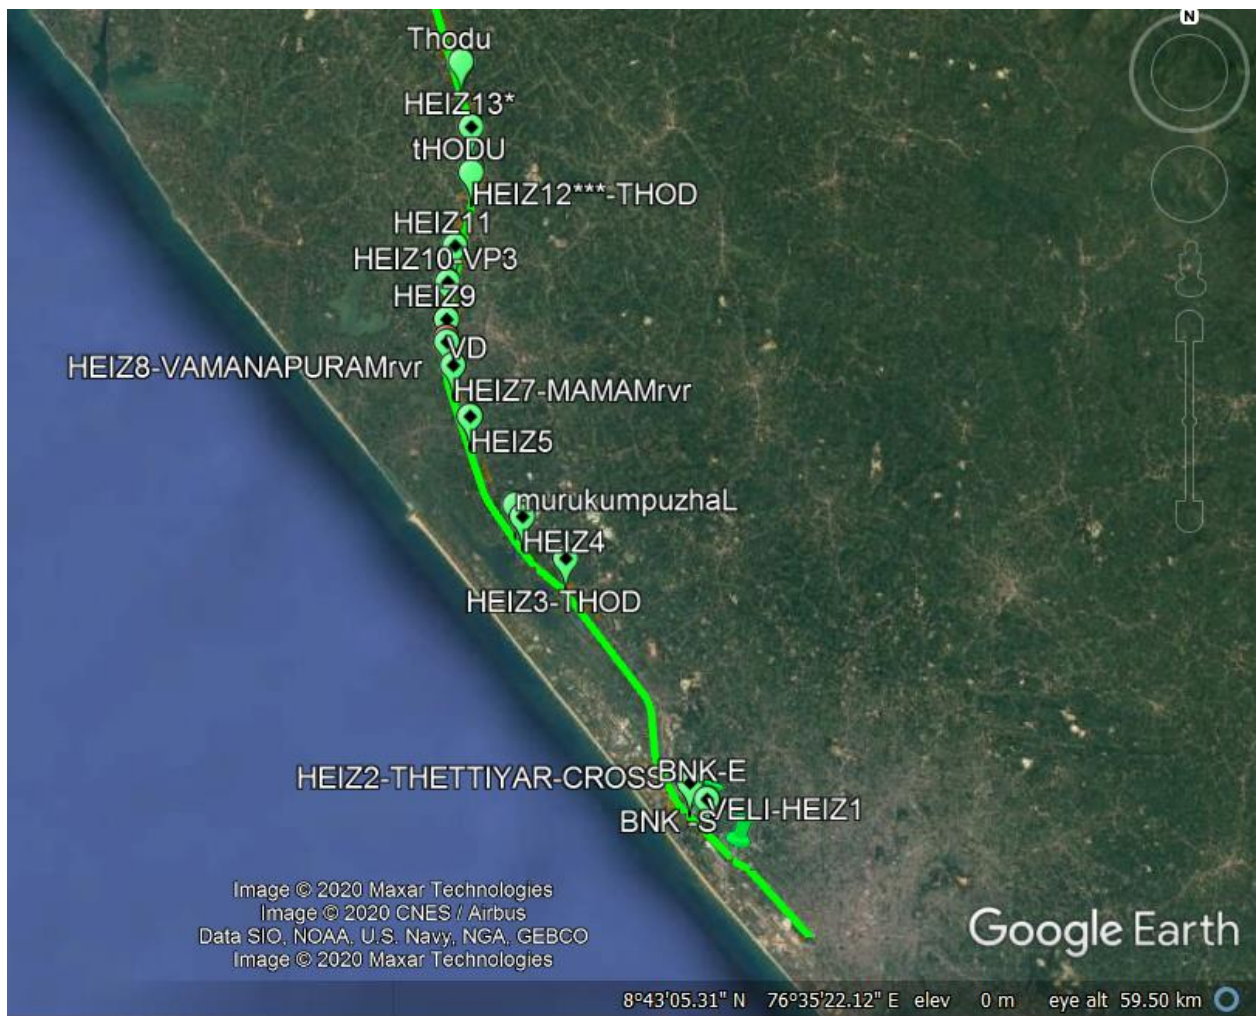 N
Thodu
HEIZ13*
tHODU
HEIZ12***-THOD
HEIZ11
HEIZ10-VP3
HEIZ9
VD
HEIZ8-VAMANAPURAMrvr
HEIZ7-MAMAMrvr
HEIZ5
murukumpuzhaL
HEIZ4
HEIZ3-THOD
BNK-E
HEIZ2-THETTIYAR-CROSS
VELI-HEIZ1
BNK -S
Image © 2020 Maxar Technologies
Image © 2020 CNES / Airbus
Data SIO, NOAA, U.S. Navy, NGA, GEBCO
Image © 2020 Maxar Technologies
Google Earth
8°43'05.31" N 76°35'22.12" E elev 0 m eye alt 59.50 km